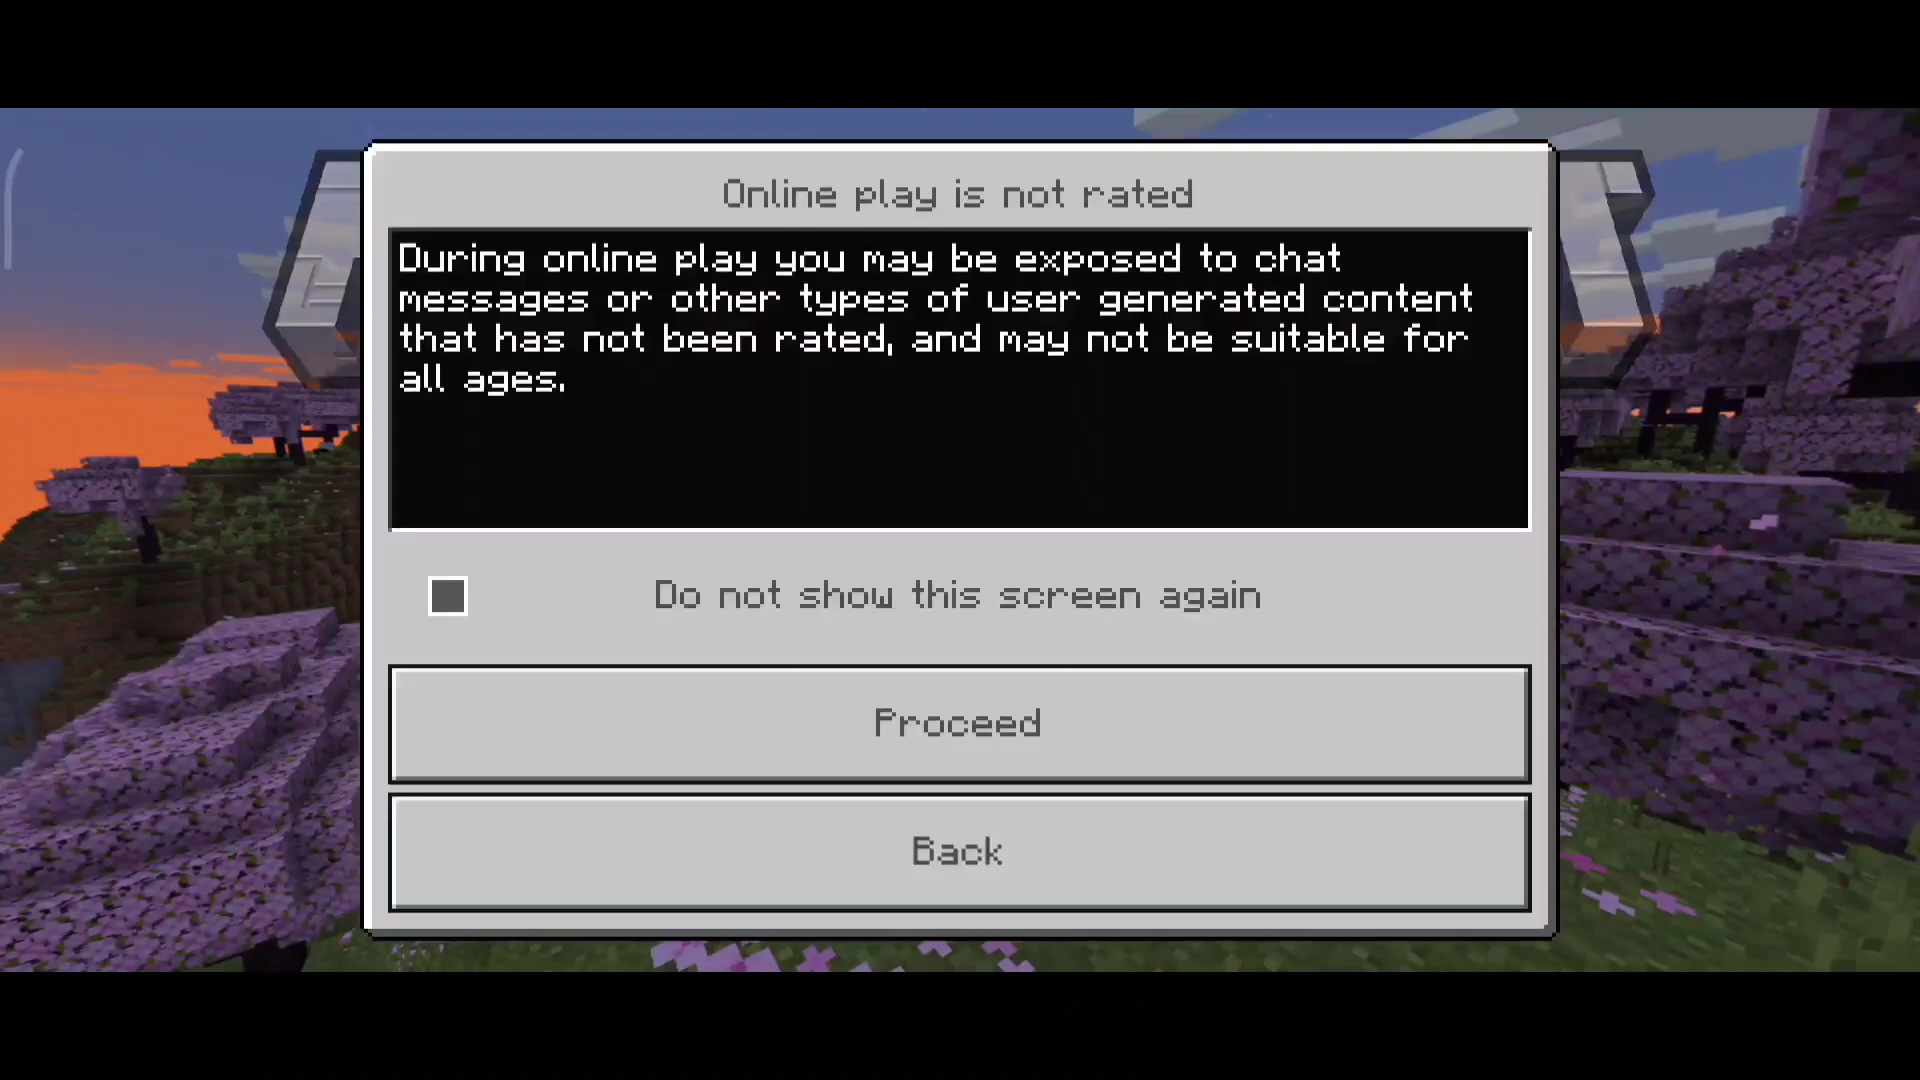 Online play is not rated
During online play you may be exposed to chat
messages or other types of user generated content
that has not been rated, and may not be suitable for
all ages.
Do not show this screen again
Proceed
Back